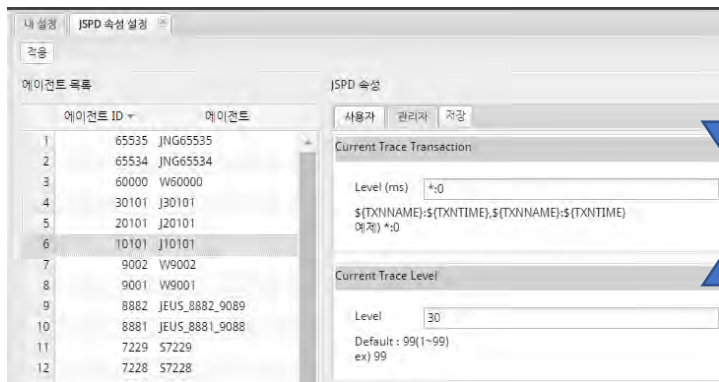 내 설정 JSPD 속성 설정
적용
에이전트 목록
에이전트 ID 에이전트
1 65535 JNG65535
2 65534 JNG65534
3 60000 W60000
4 30101 J30101
5 20101 J20101
6 10101 J10101
7 9002 W9002
8 9001 W9001
9 8882 JEUS_8882_9089
10 8881 JEUS_8881_9088
11 7229 S7229
12 7228 S7228
JSPD 속성
사용자 관리자 저장
Current Trace Transaction
Level (ms) *:0
${TXNNAME}:${TXNTIME},${TXNNAME}:${TXNTIME}
예제) *:0
Current Trace Level
Level 30
Default : 99(1~99)
ex) 99